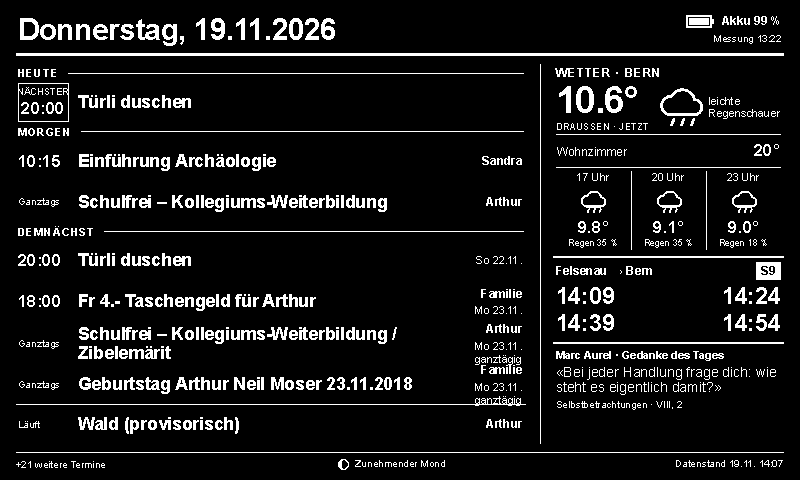 Donnerstag, 19.11.2026
Akku 99 %
Messung 13:22
HEUTE
NÄCHSTER
20:00 Türli duschen
MORGEN
10:15 Einführung Archäologie Sandra
Ganztags Schulfrei – Kollegiums-Weiterbildung Arthur
DEMNÄCHST
20:00 Türli duschen So 22.11.
18:00 Fr 4.- Taschengeld für Arthur Familie
Mo 23.11.
Ganztags Schulfrei – Kollegiums-Weiterbildung / Zibelemärit Arthur
Mo 23.11.
ganztägig
Ganztags Geburtstag Arthur Neil Moser 23.11.2018 Familie
Mo 23.11.
ganztägig
Läuft Wald (provisorisch) Arthur
WETTER · BERN
10.6°
leichte
Regenschauer
DRAUSSEN · JETZT
Wohnzimmer 20°
17 Uhr 20 Uhr 23 Uhr
9.8° 9.1° 9.0°
Regen 35 % Regen 35 % Regen 18 %
Felsenau › Bern S9
14:09 14:24
14:39 14:54
Marc Aurel · Gedanke des Tages
«Bei jeder Handlung frage dich: wie
steht es eigentlich damit?»
Selbstbetrachtungen · VIII, 2
+21 weitere Termine
Zunehmender Mond
Datenstand 19.11. 14:07